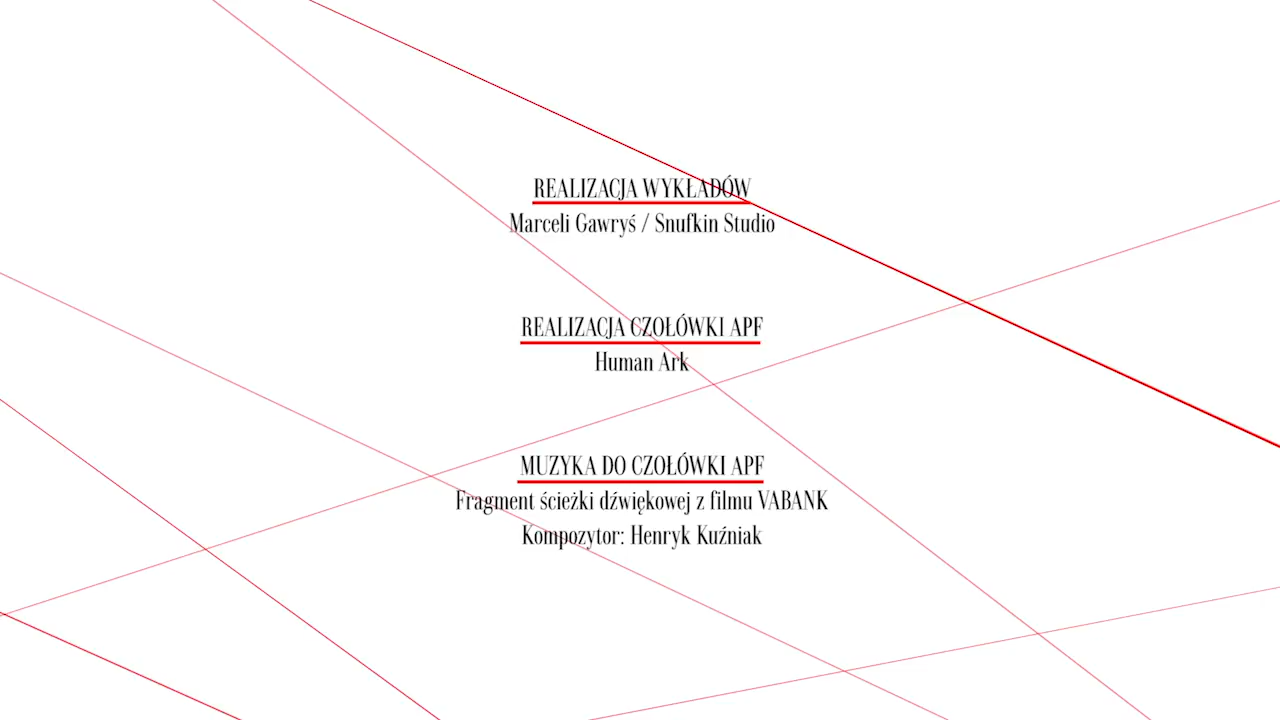 REALIZACJA WYKŁADÓW
Marceli Gawryś / Snufkin Studio
REALIZACJA CZOŁÓWKI APF
Human Ark
MUZYKA DO CZOŁÓWKI APF
Fragment ścieżki dźwiękowej z filmu VABANK
Kompozytor: Henryk Kuźniak